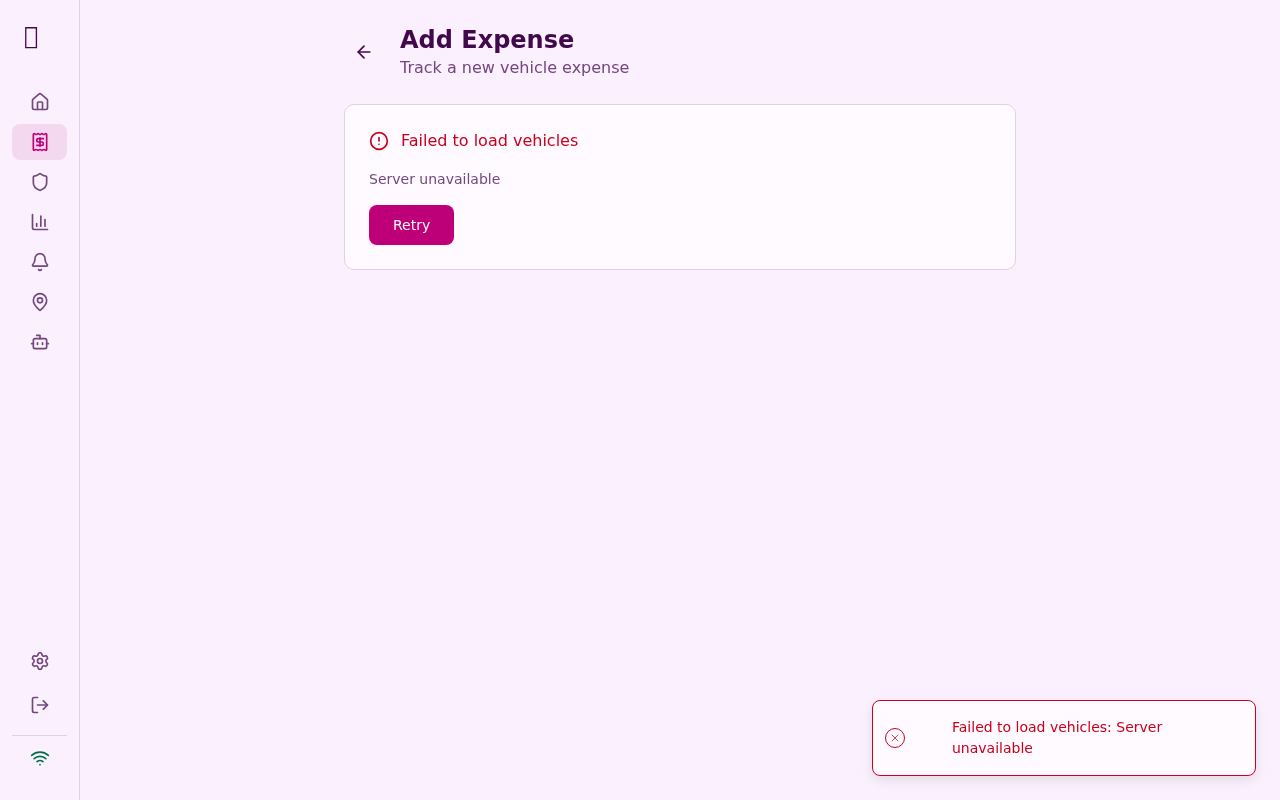 Add Expense
Track a new vehicle expense
Failed to load vehicles
Server unavailable
Retry
Failed to load vehicles: Server
unavailable